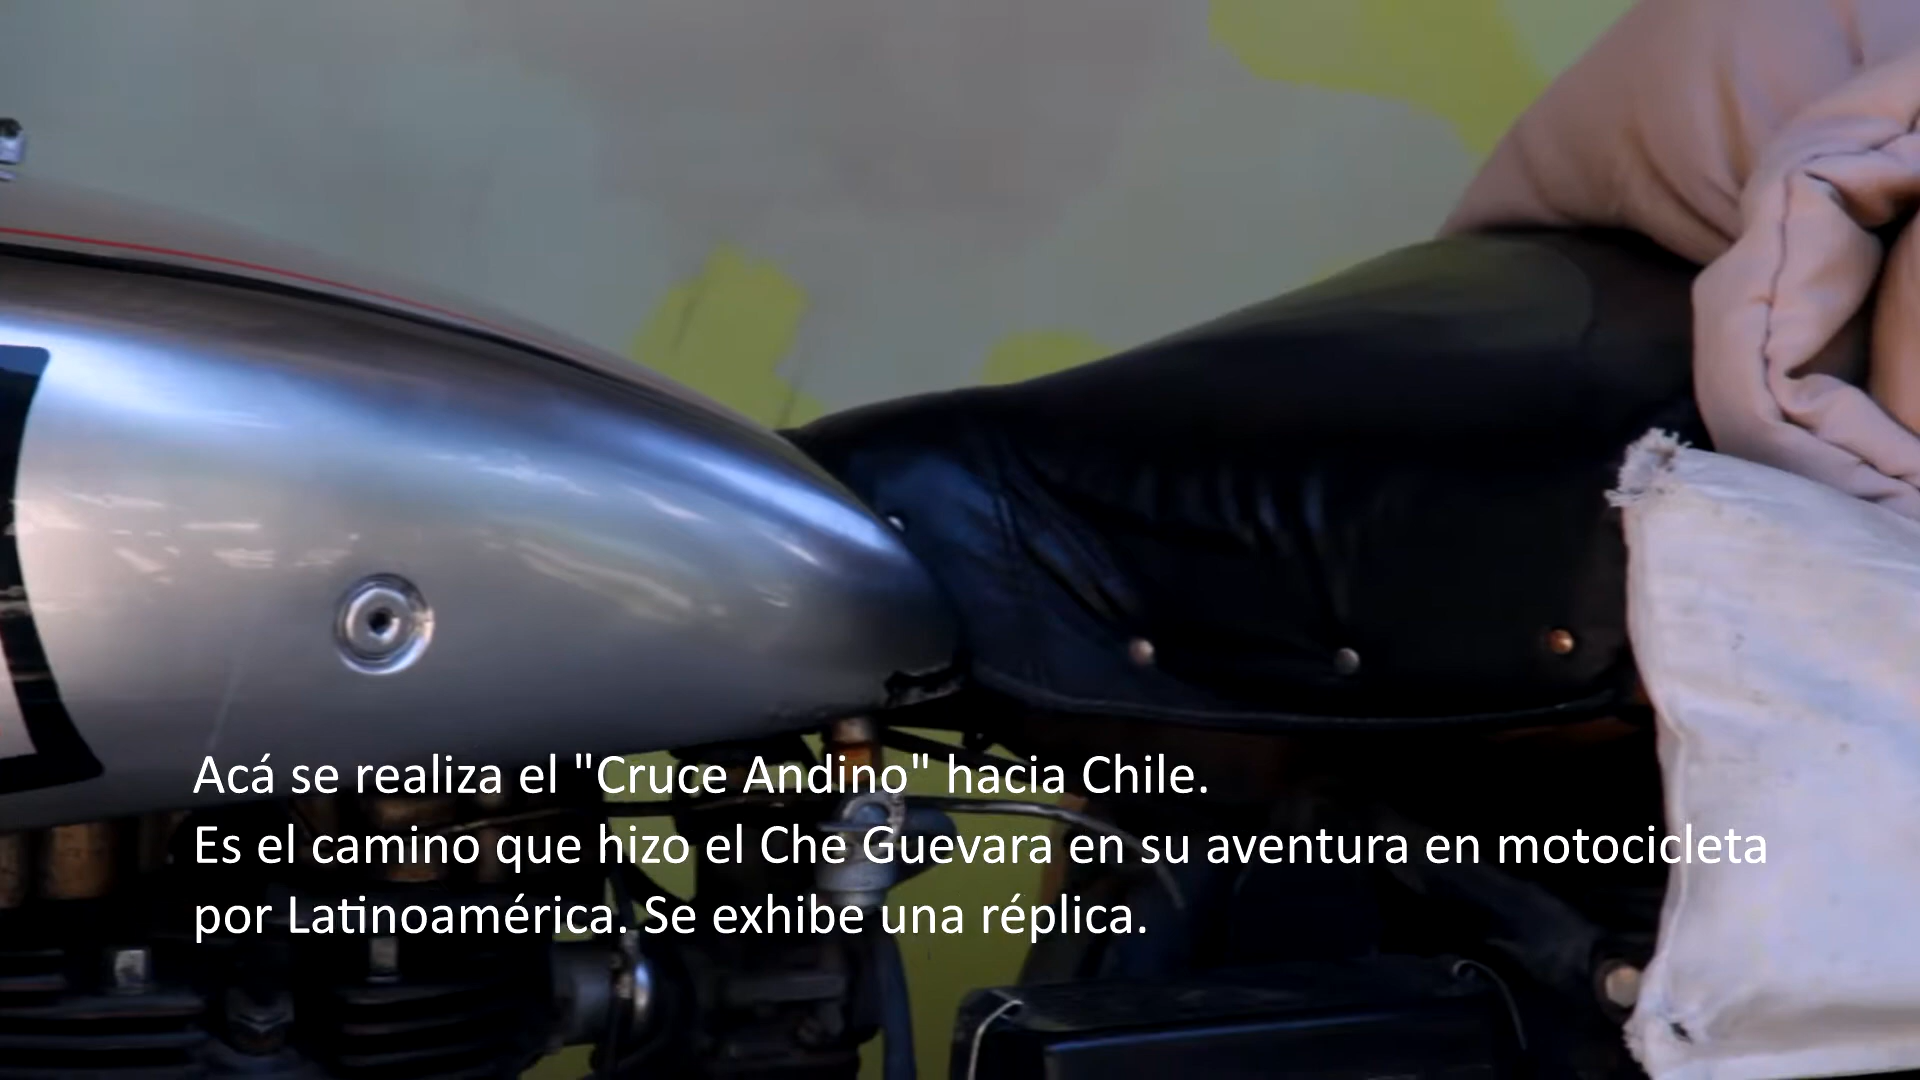 Acá se realiza el "Cruce Andino" hacia Chile.
Es el camino que hizo el Che Guevara en su aventura en motocicleta
por Latinoamérica. Se exhibe una réplica.